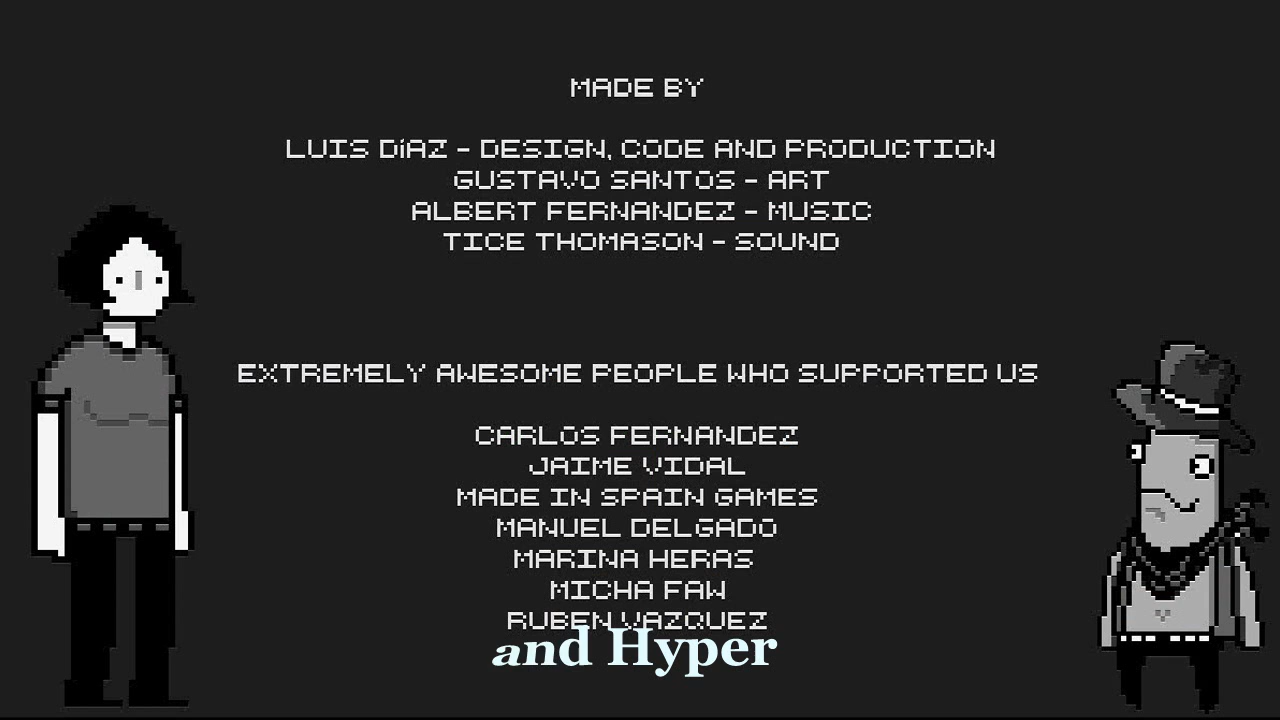 MADE BY
LUIS DíAZ - DESIGN, CODE AND PRODUCTION
GUSTAVO SANTOS - ART
ALBERT FERNANDEZ - MUSIC
TICE THOMASON - SOUND
EXTREMELY AWESOME PEOPLE WHO SUPPORTED US
CARLOS FERNANDEZ
JAIME VIDAL
MADE IN SPAIN GAMES
MANUEL DELGADO
MARINA HERAS
MICHA FAW
RUBEN VAZQUEZ
and Hyper